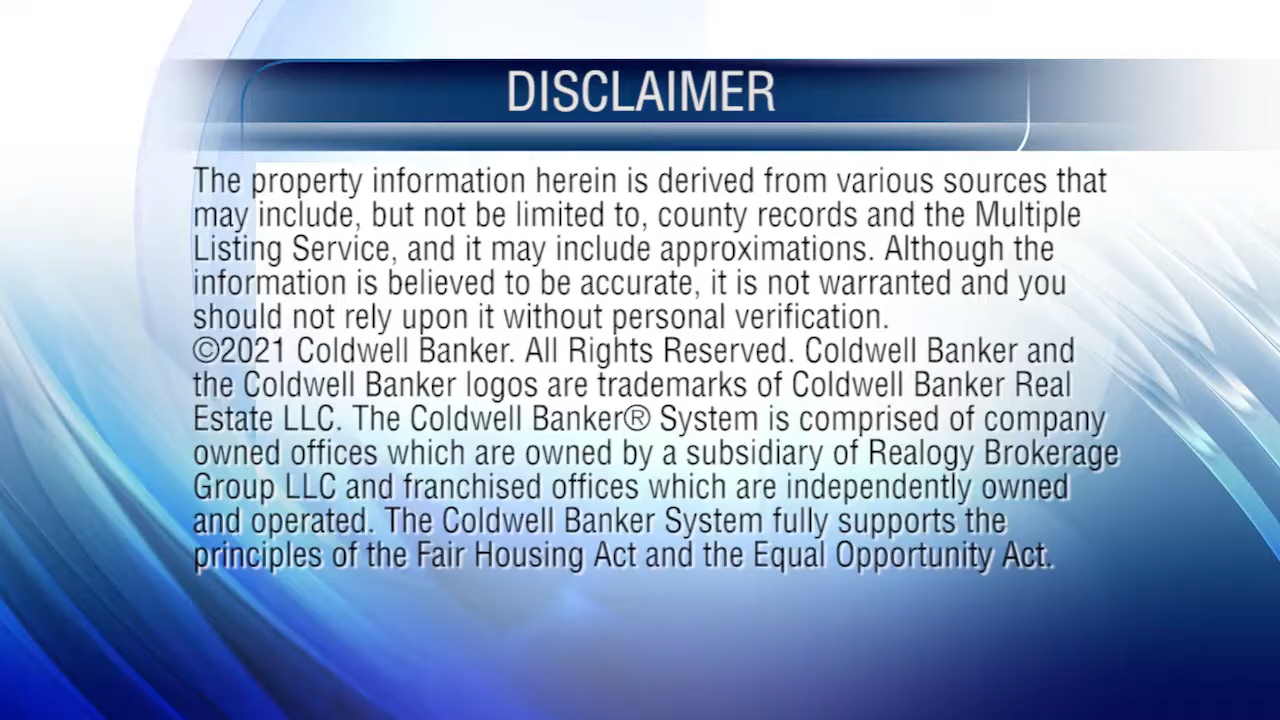 DISCLAIMER
The property information herein is derived from various sources that
may include, but not be limited to, county records and the Multiple
Listing Service, and it may include approximations. Although the
information is believed to be accurate, it is not warranted and you
should not rely upon it without personal verification.
©2021 Coldwell Banker. All Rights Reserved. Coldwell Banker and
the Coldwell Banker logos are trademarks of Coldwell Banker Real
Estate LLC. The Coldwell Banker® System is comprised of company
owned offices which are owned by a subsidiary of Realogy Brokerage
Group LLC and franchised offices which are independently owned
and operated. The Coldwell Banker System fully supports the
principles of the Fair Housing Act and the Equal Opportunity Act.